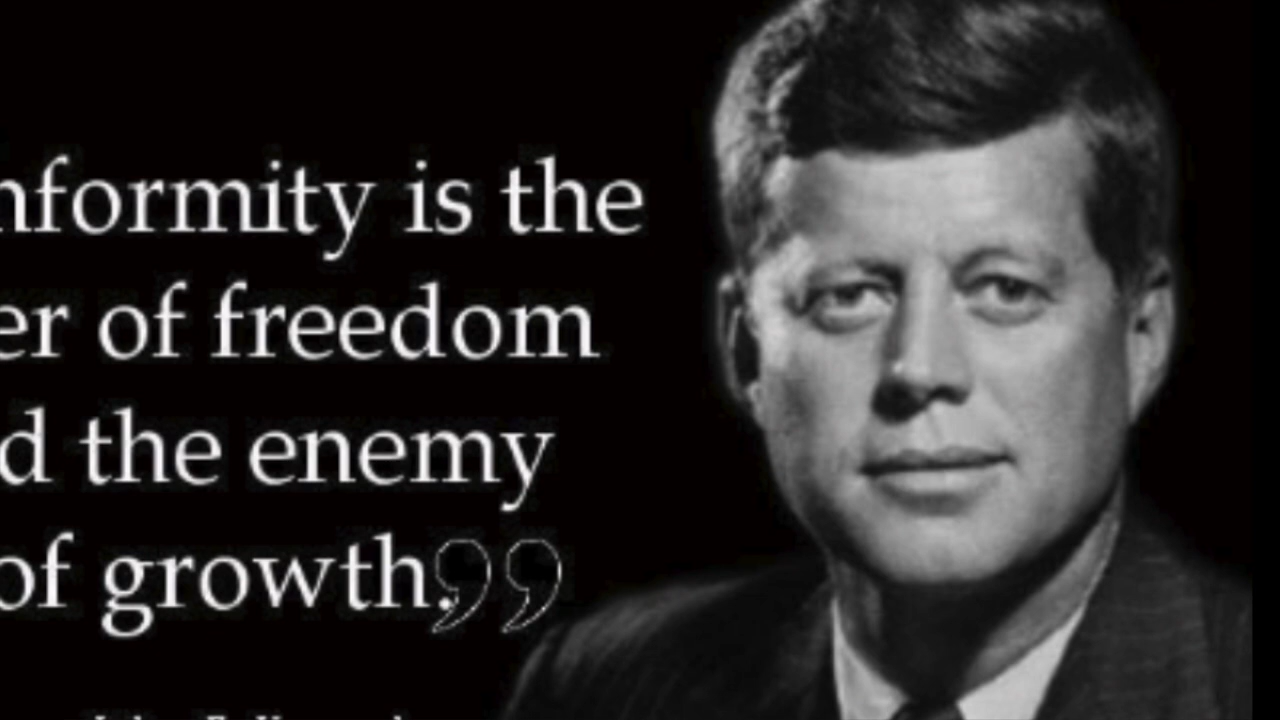 nformity is the
er of freedom
d the enemy
of growth.”